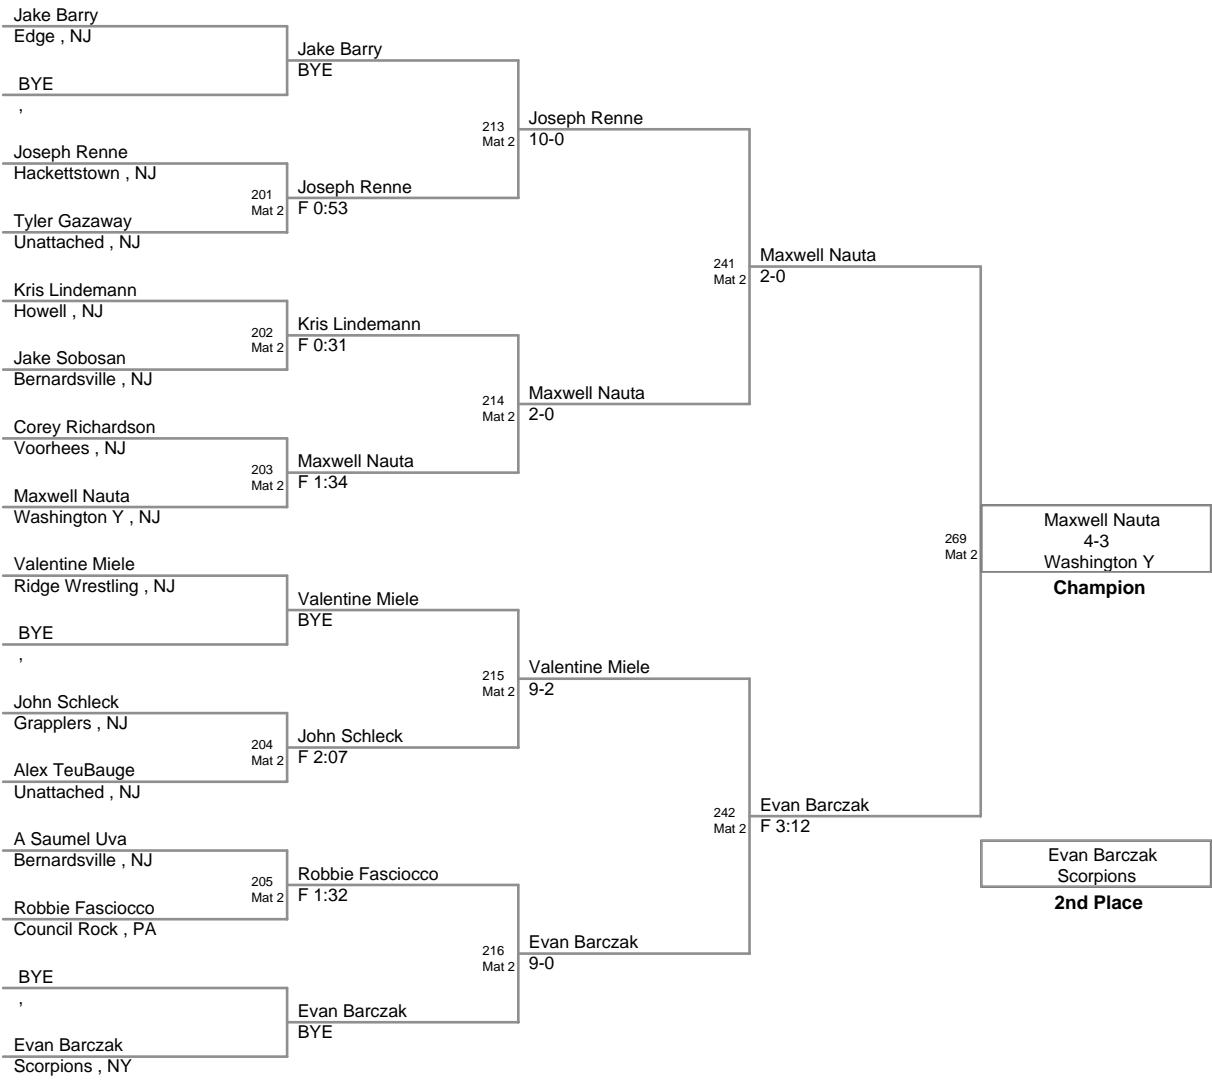 Jake Barry
Edge , NJ
BYE
,
Joseph Renne
Hackettstown , NJ
Tyler Gazaway
Unattached , NJ
Kris Lindemann
Howell , NJ
Jake Sobosan
Bernardsville , NJ
Corey Richardson
Voorhees , NJ
Maxwell Nauta
Washington Y , NJ
Valentine Miele
Ridge Wrestling , NJ
BYE
,
John Schleck
Grapplers , NJ
Alex TeuBauge
Unattached , NJ
A Saumel Uva
Bernardsville , NJ
Robbie Fasciocco
Council Rock , PA
BYE
,
Evan Barczak
Scorpions , NY
201
Mat 2
202
Mat 2
203
Mat 2
204
Mat 2
205
Mat 2
Jake Barry
BYE
Joseph Renne
F 0:53
Kris Lindemann
F 0:31
Maxwell Nauta
F 1:34
Valentine Miele
BYE
John Schleck
F 2:07
Robbie Fasciocco
F 1:32
Evan Barczak
BYE
213
Mat 2
214
Mat 2
215
Mat 2
216
Mat 2
Joseph Renne
10-0
Maxwell Nauta
2-0
Valentine Miele
9-2
Evan Barczak
9-0
241
Mat 2
242
Mat 2
Maxwell Nauta
2-0
Evan Barczak
F 3:12
269
Mat 2
Maxwell Nauta
4-3
Washington Y
Champion
Evan Barczak
Scorpions
2nd Place